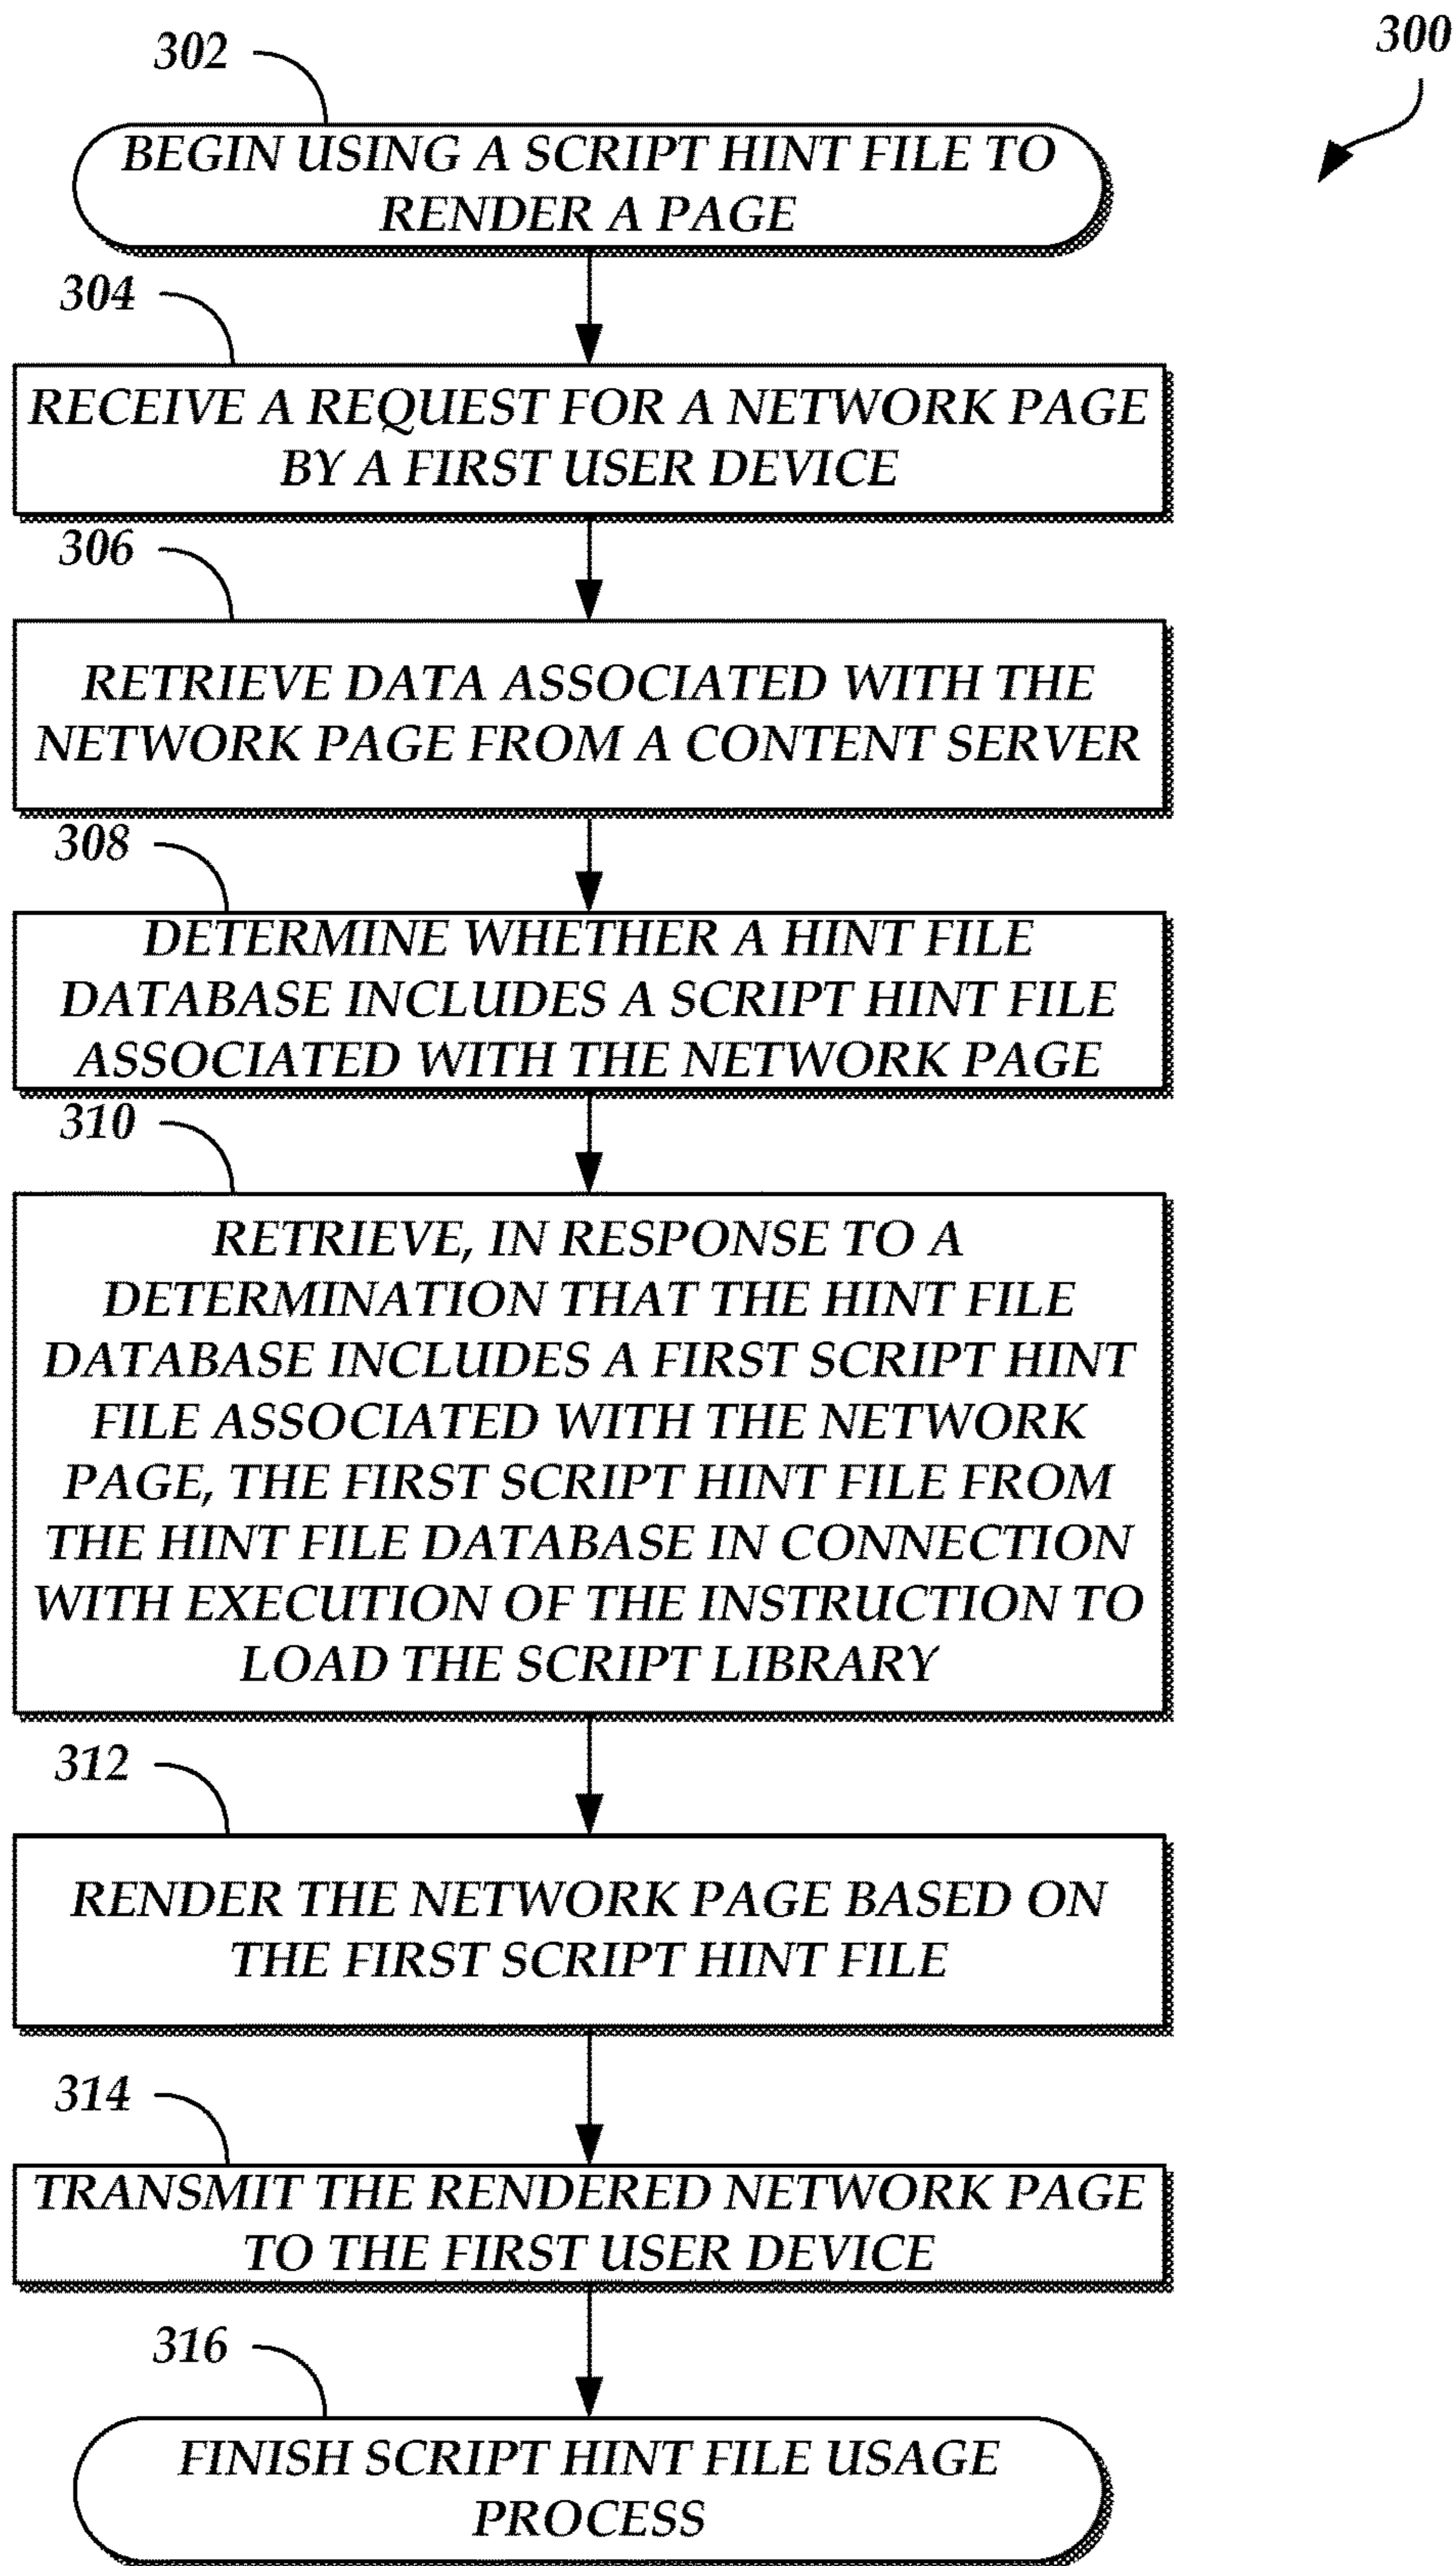 302
300
BEGIN USING A SCRIPT HINT FILE TO
RENDER A PAGE
304
RECEIVE A REQUEST FOR A NETWORK PAGE
BY A FIRST USER DEVICE
306
RETRIEVE DATA ASSOCIATED WITH THE
NETWORK PAGE FROM A CONTENT SERVER
308
DETERMINE WHETHER A HINT FILE
DATABASE INCLUDES A SCRIPT HINT FILE
ASSOCIATED WITH THE NETWORK PAGE
310
RETRIEVE, IN RESPONSE TO A
DETERMINATION THAT THE HINT FILE
DATABASE INCLUDES A FIRST SCRIPT HINT
FILE ASSOCIATED WITH THE NETWORK
PAGE, THE FIRST SCRIPT HINT FILE FROM
THE HINT FILE DATABASE IN CONNECTION
WITH EXECUTION OF THE INSTRUCTION TO
LOAD THE SCRIPT LIBRARY
312
RENDER THE NETWORK PAGE BASED ON
THE FIRST SCRIPT HINT FILE
314
TRANSMIT THE RENDERED NETWORK PAGE
TO THE FIRST USER DEVICE
316
FINISH SCRIPT HINT FILE USAGE
PROCESS